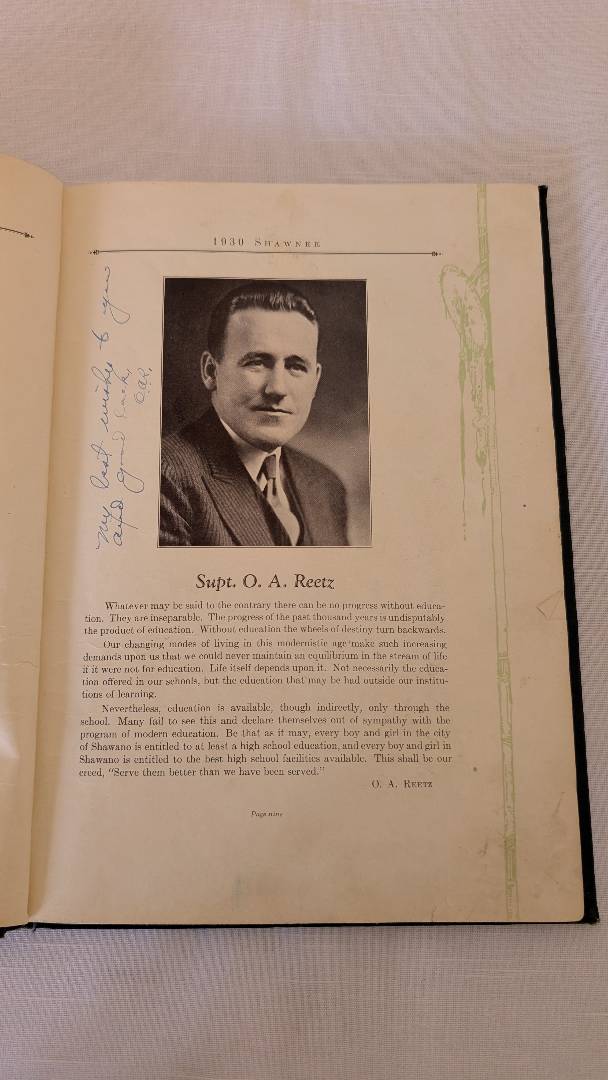 1930 Shawnee
My best wishes to you
and good luck,
O.A.R.
Supt. O. A. Reetz
Whatever may be said to the contrary there can be no progress without educa-
tion. They are inseparable. The progress of the past thousand years is undisputably
the product of education. Without education the wheels of destiny turn backwards.
Our changing modes of living in this modernistic age make such increasing
demands upon us that we could never maintain an equilibrium in the stream of life
if it were not for education. Life itself depends upon it. Not necessarily the educa-
tion offered in our schools, but the education that may be had outside our institu-
tions of learning.
Nevertheless, education is available, though indirectly, only through the
school. Many fail to see this and declare themselves out of sympathy with the
program of modern education. Be that as it may, every boy and girl in the city
of Shawano is entitled to at least a high school education, and every boy and girl in
Shawano is entitled to the best high school facilities available. This shall be our
creed, "Serve them better than we have been served."
O. A. Reetz
Page nine